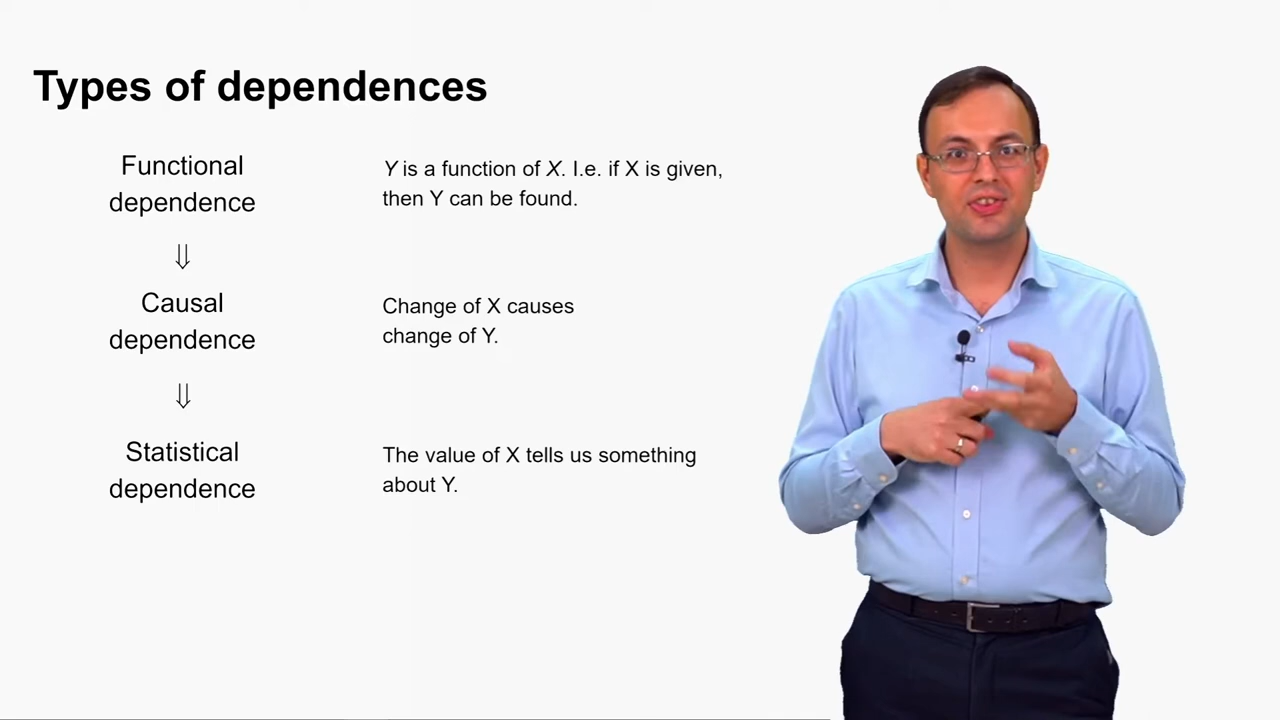 Types of dependences
Functional
dependence
Y is a function of X. I.e. if X is given,
then Y can be found.
⇓
Causal
dependence
Change of X causes
change of Y.
⇓
Statistical
dependence
The value of X tells us something
about Y.